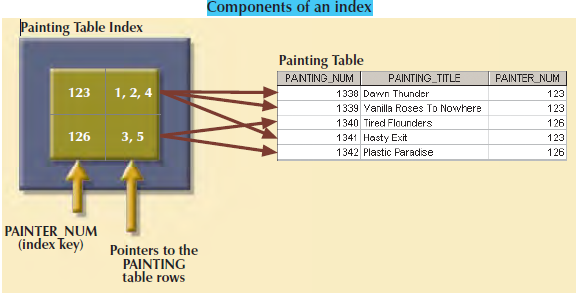 Components of an index
Painting Table Index
123 1, 2, 4
126 3, 5
PAINTER_NUM
(index key)
Pointers to the
PAINTING
table rows
Painting Table
PAINTING_NUM PAINTING_TITLE PAINTER_NUM
1338 Dawn Thunder 123
1339 Vanilla Roses To Nowhere 123
1340 Tired Flounders 126
1341 Hasty Exit 123
1342 Plastic Paradise 126